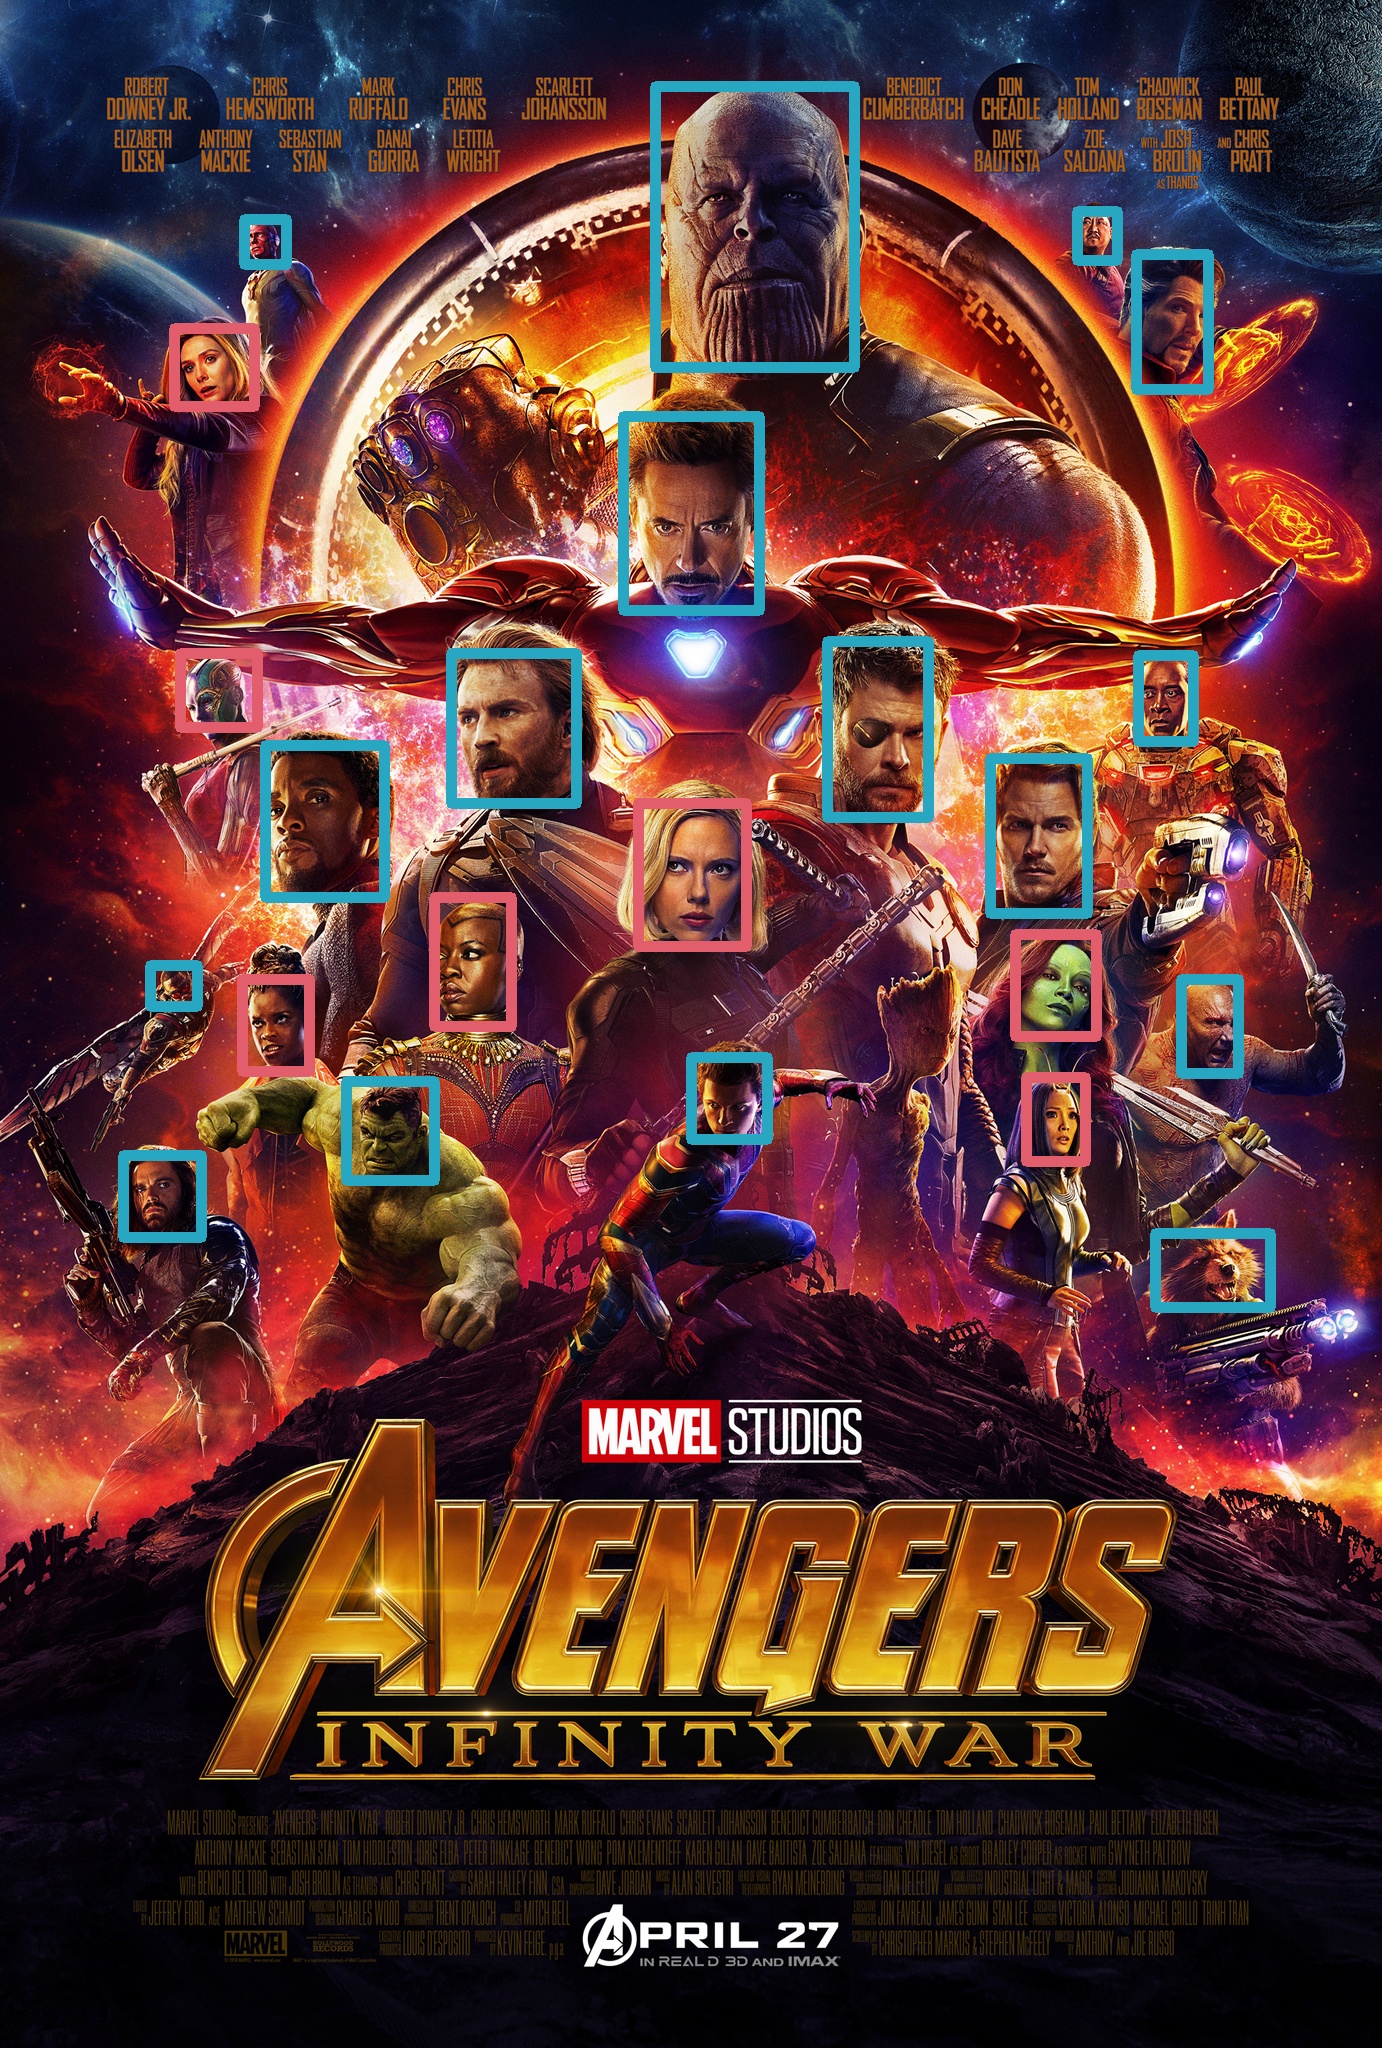 ROBERT DOWNEY JR. CHRIS HEMSWORTH MARK RUFFALO CHRIS EVANS SCARLETT JOHANSSON BENEDICT CUMBERBATCH DON CHEADLE TOM HOLLAND CHADWICK BOSEMAN PAUL BETTANY
ELIZABETH OLSEN ANTHONY MACKIE SEBASTIAN STAN DANAI GURIRA LETITIA WRIGHT DAVE BAUTISTA ZOE SALDANA WITH JOSH BROLIN AS THANOS AND CHRIS PRATT
MARVEL STUDIOS
AVENGERS
INFINITY WAR
MARVEL STUDIOS PRESENTS "AVENGERS: INFINITY WAR" ROBERT DOWNEY JR. CHRIS HEMSWORTH MARK RUFFALO CHRIS EVANS SCARLETT JOHANSSON BENEDICT CUMBERBATCH DON CHEADLE TOM HOLLAND CHADWICK BOSEMAN PAUL BETTANY ELIZABETH OLSEN
ANTHONY MACKIE SEBASTIAN STAN TOM HIDDLESTON IDRIS ELBA PETER DINKLAGE BENEDICT WONG POM KLEMENTIEFF KAREN GILLAN DAVE BAUTISTA ZOE SALDANA FEATURING VIN DIESEL AS GROOT BRADLEY COOPER AS ROCKET WITH GWYNETH PALTROW
WITH BENICIO DEL TORO WITH JOSH BROLIN AS THANOS AND CHRIS PRATT SARAH HALLEY FINN, CSA DAVE JORDAN ALAN SILVESTRI RYAN MEINERDING DAN DELEEUW INDUSTRIAL LIGHT & MAGIC JUDIANNA MAKOVSKY
JEFFREY FORD, ACE MATTHEW SCHMIDT CHARLES WOOD TRENT OPALOCH MITCH BELL JON FAVREAU JAMES GUNN STAN LEE VICTORIA ALONSO MICHAEL GRILLO TRINH TRAN
MARVEL HOLLYWOOD RECORDS LOUIS D'ESPOSITO KEVIN FEIGE, p.g.a. CHRISTOPHER MARKUS & STEPHEN McFEELY ANTHONY AND JOE RUSSO
APRIL 27
IN REAL D 3D AND IMAX